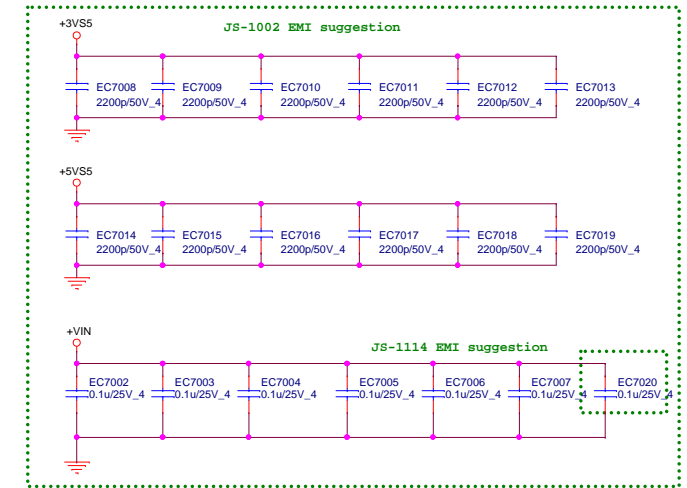 +3VS5
JS-1002 EMI suggestion
EC7008 EC7009 EC7010 EC7011 EC7012 EC7013
2200p/50V_4 2200p/50V_4 2200p/50V_4 2200p/50V_4 2200p/50V_4 2200p/50V_4
+5VS5
EC7014 EC7015 EC7016 EC7017 EC7018 EC7019
2200p/50V_4 2200p/50V_4 2200p/50V_4 2200p/50V_4 2200p/50V_4 2200p/50V_4
+VIN
JS-1114 EMI suggestion
EC7002 EC7003 EC7004 EC7005 EC7006 EC7007 EC7020
0.1u/25V_4 0.1u/25V_4 0.1u/25V_4 0.1u/25V_4 0.1u/25V_4 0.1u/25V_4 0.1u/25V_4